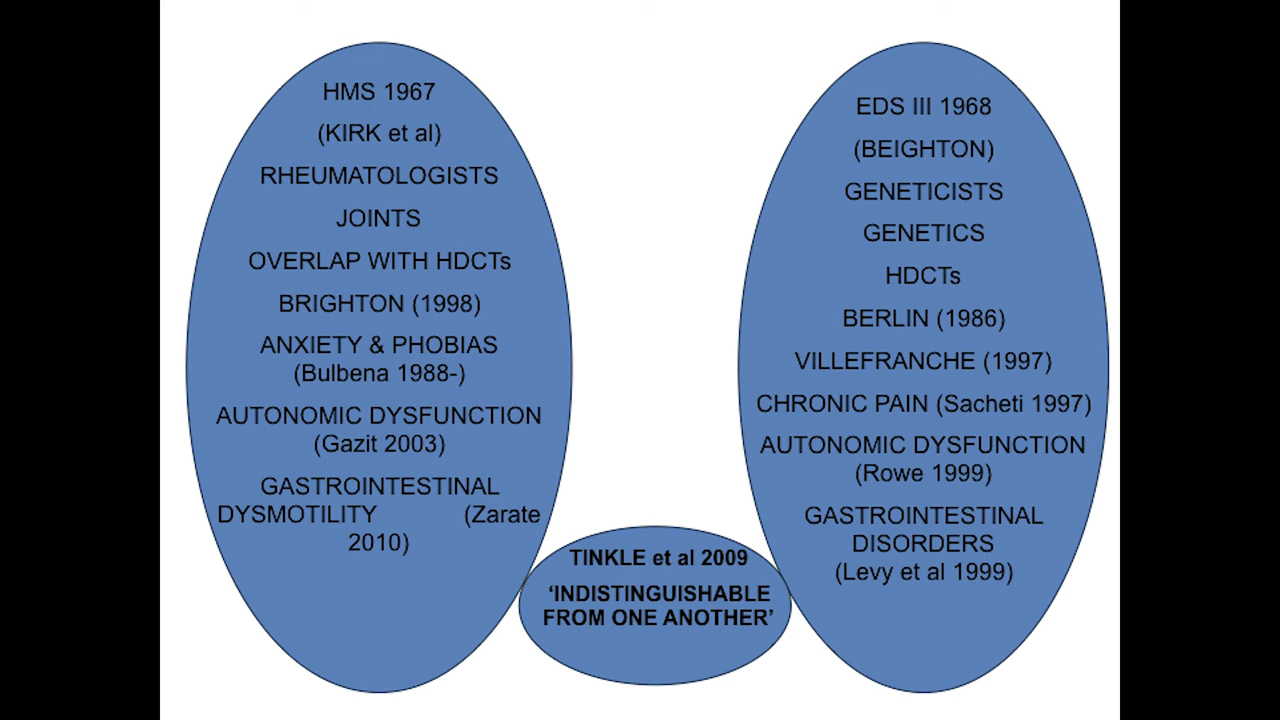 HMS 1967
(KIRK et al)
RHEUMATOLOGISTS
JOINTS
OVERLAP WITH HDCTs
BRIGHTON (1998)
ANXIETY & PHOBIAS
(Bulbena 1988-)
AUTONOMIC DYSFUNCTION
(Gazit 2003)
GASTROINTESTINAL
DYSMOTILITY (Zarate
2010)
TINKLE et al 2009
‘INDISTINGUISHABLE
FROM ONE ANOTHER’
EDS III 1968
(BEIGHTON)
GENETICISTS
GENETICS
HDCTs
BERLIN (1986)
VILLEFRANCHE (1997)
CHRONIC PAIN (Sacheti 1997)
AUTONOMIC DYSFUNCTION
(Rowe 1999)
GASTROINTESTINAL
DISORDERS
(Levy et al 1999)